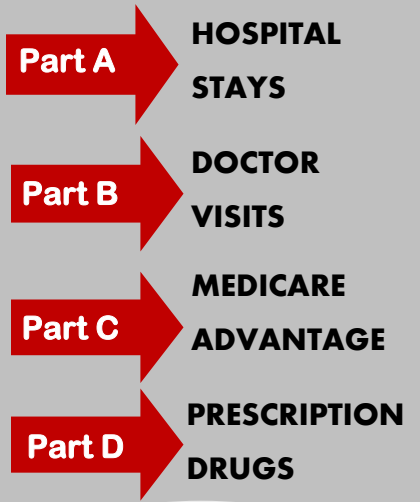 Part A
HOSPITAL
STAYS
Part B
DOCTOR
VISITS
Part C
MEDICARE
ADVANTAGE
Part D
PRESCRIPTION
DRUGS